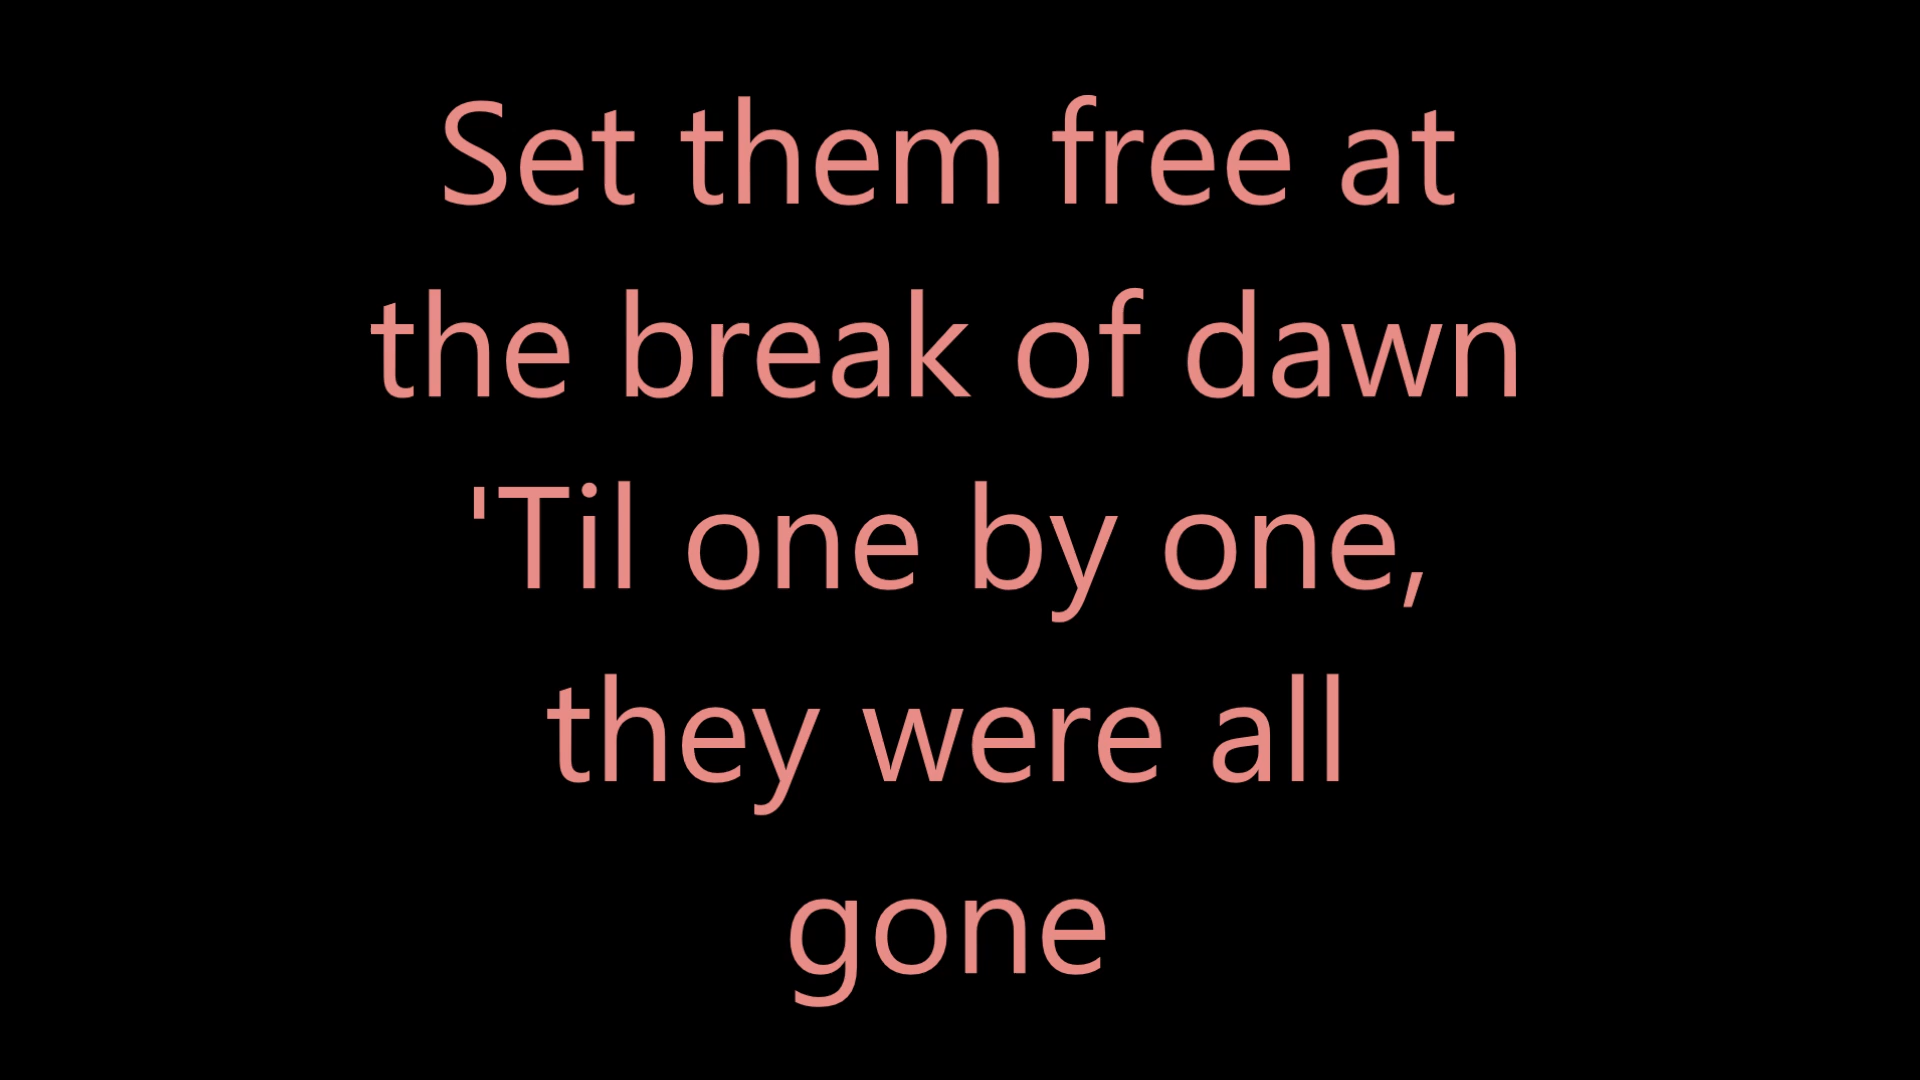 Set them free at
the break of dawn
'Til one by one,
they were all
gone